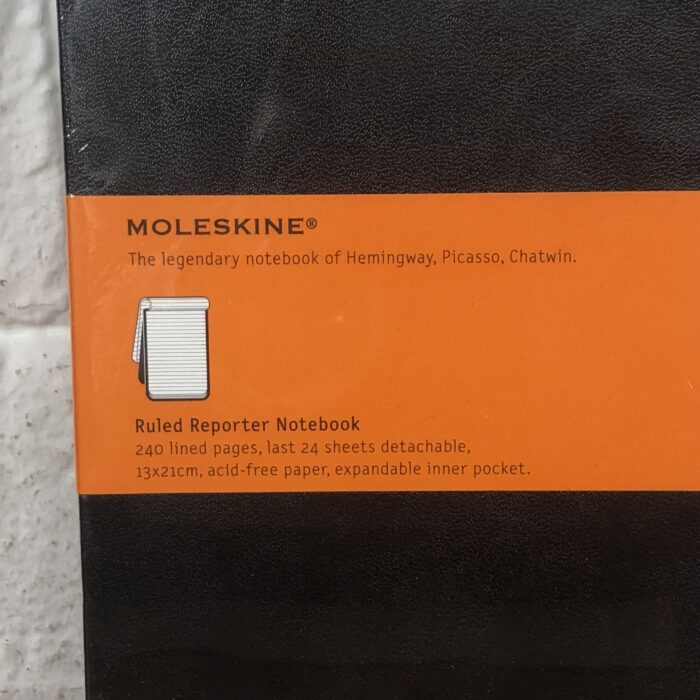 MOLESKINE®
The legendary notebook of Hemingway, Picasso, Chatwin.
Ruled Reporter Notebook
240 lined pages, last 24 sheets detachable,
13x21cm, acid-free paper, expandable inner pocket.